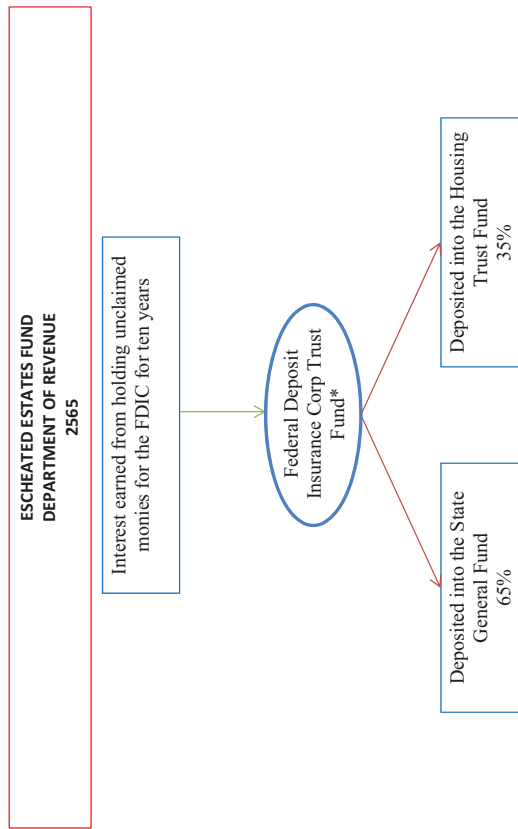 ESCHEATED ESTATES FUND
DEPARTMENT OF REVENUE
2565
Interest earned from holding unclaimed
monies for the FDIC for ten years
Federal Deposit
Insurance Corp Trust
Fund*
Deposited into the State
General Fund
65%
Deposited into the Housing
Trust Fund
35%